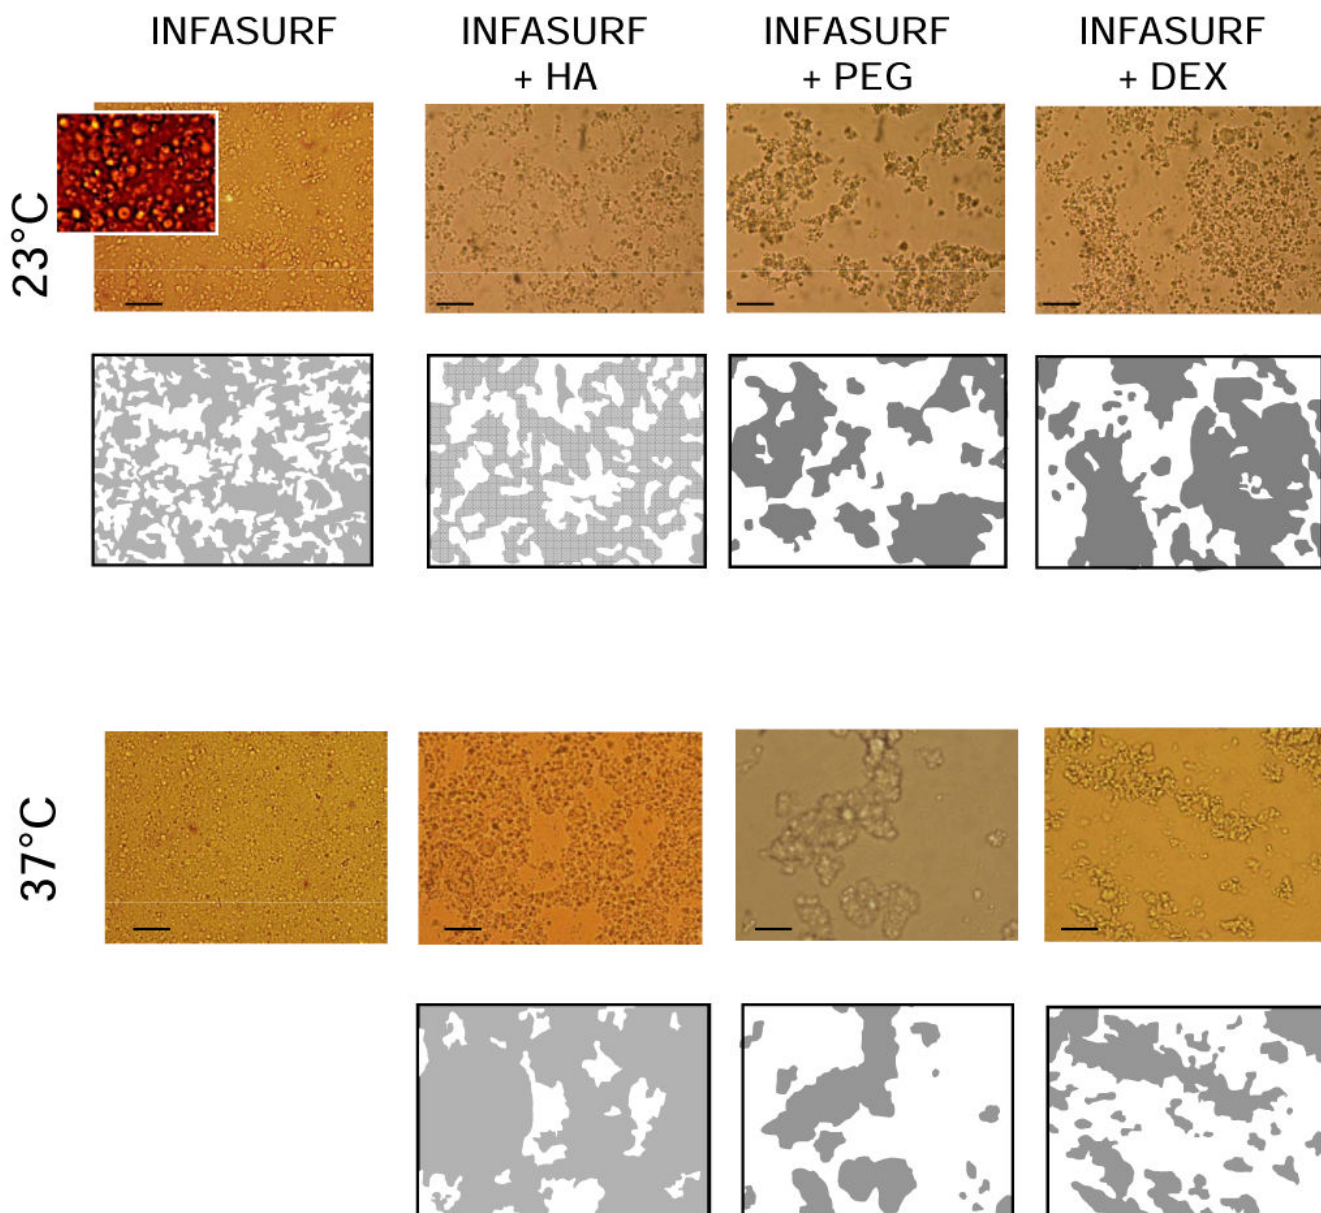 INFASURF
INFASURF
+ HA
INFASURF
+ PEG
INFASURF
+ DEX
23°C
37°C